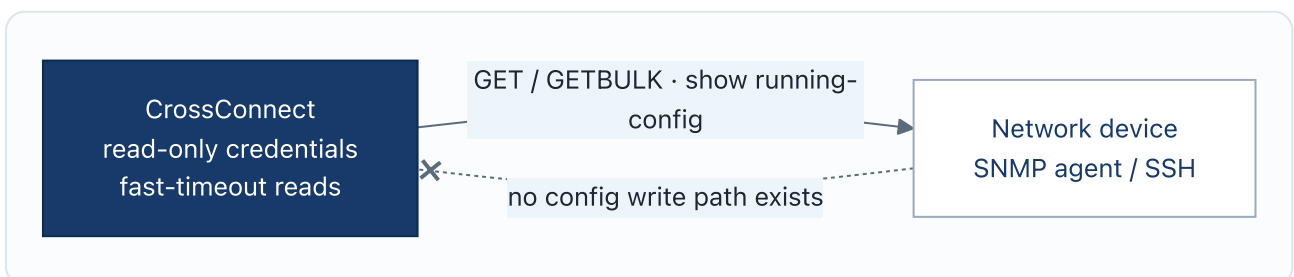 CrossConnect
read-only credentials
fast-timeout reads
GET / GETBULK · show running-
config
no config write path exists
Network device
SNMP agent / SSH